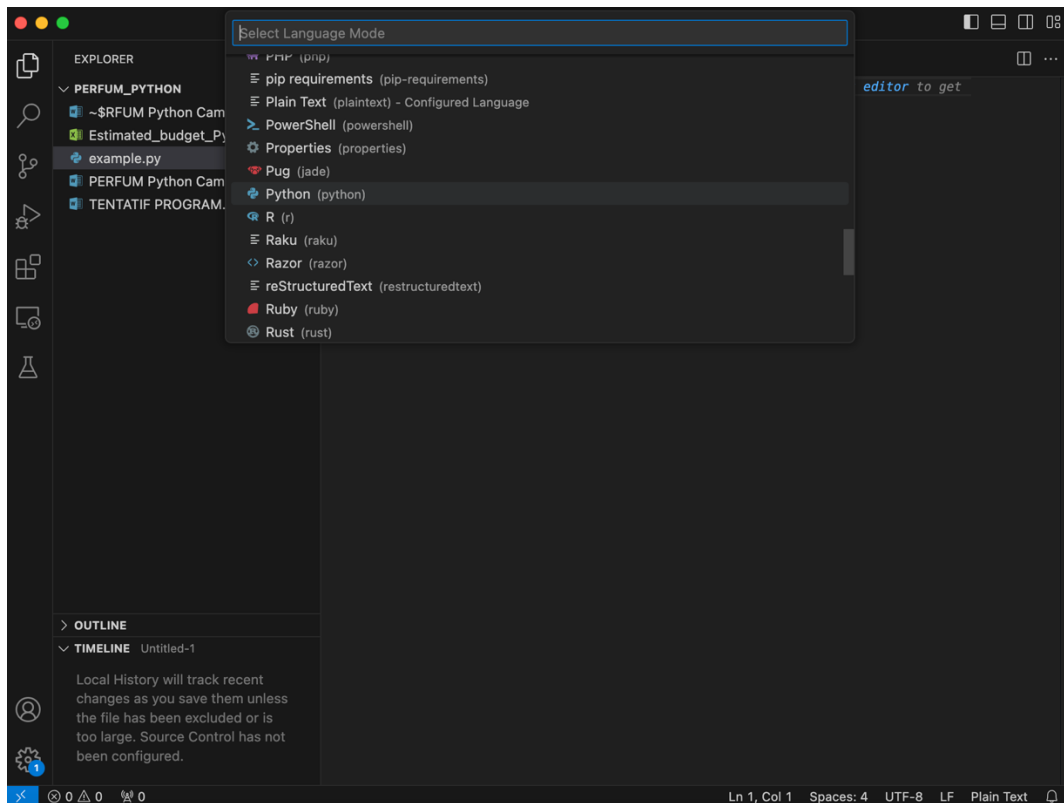 Select Language Mode
PHP (php)
pip requirements (pip-requirements)
Plain Text (plaintext) - Configured Language
PowerShell (powershell)
Properties (properties)
Pug (jade)
Python (python)
R (r)
Raku (raku)
Razor (razor)
reStructuredText (restructuredtext)
Ruby (ruby)
Rust (rust)
EXPLORER
PERFUM_PYTHON
~$RFUM Python Cam
Estimated_budget_Py
example.py
PERFUM Python Cam
TENTATIF PROGRAM.
editor to get
OUTLINE
TIMELINE Untitled-1
Local History will track recent
changes as you save them unless
the file has been excluded or is
too large. Source Control has not
been configured.
1
0 0 0
Ln 1, Col 1 Spaces: 4 UTF-8 LF Plain Text